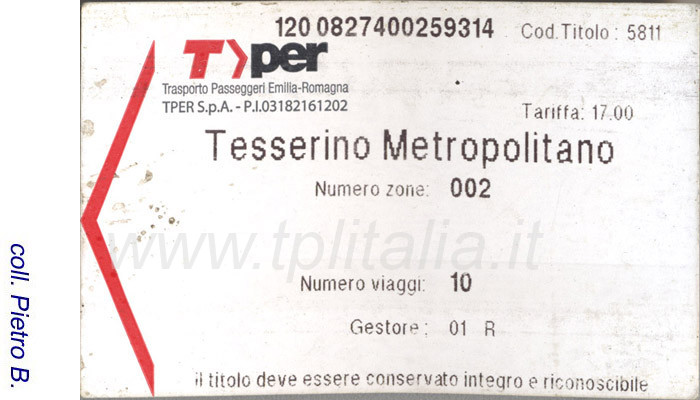 120 0827400259314 Cod.Titolo : 5811
T>per
Trasporto Passeggeri Emilia-Romagna
TPER S.p.A. - P.I.03182161202
Tariffa: 17.00
Tesserino Metropolitano
Numero zone: 002
www.tplitalia.it
Numero viaggi: 10
Gestore : 01 R
il titolo deve essere conservato integro e riconoscibile
coll. Pietro B.